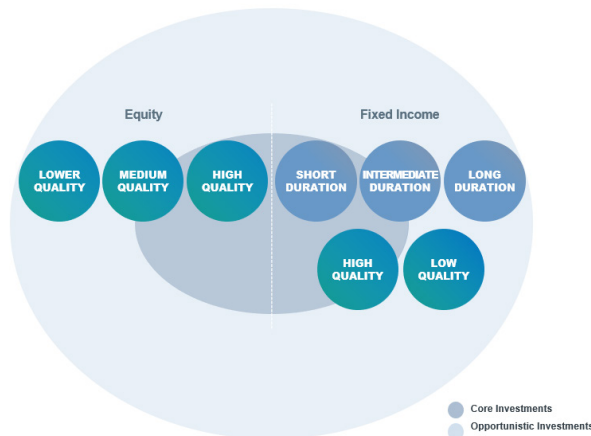 Equity
Fixed Income
LOWER
QUALITY
MEDIUM
QUALITY
HIGH
QUALITY
SHORT
DURATION
INTERMEDIATE
DURATION
LONG
DURATION
HIGH
QUALITY
LOW
QUALITY
Core Investments
Opportunistic Investments